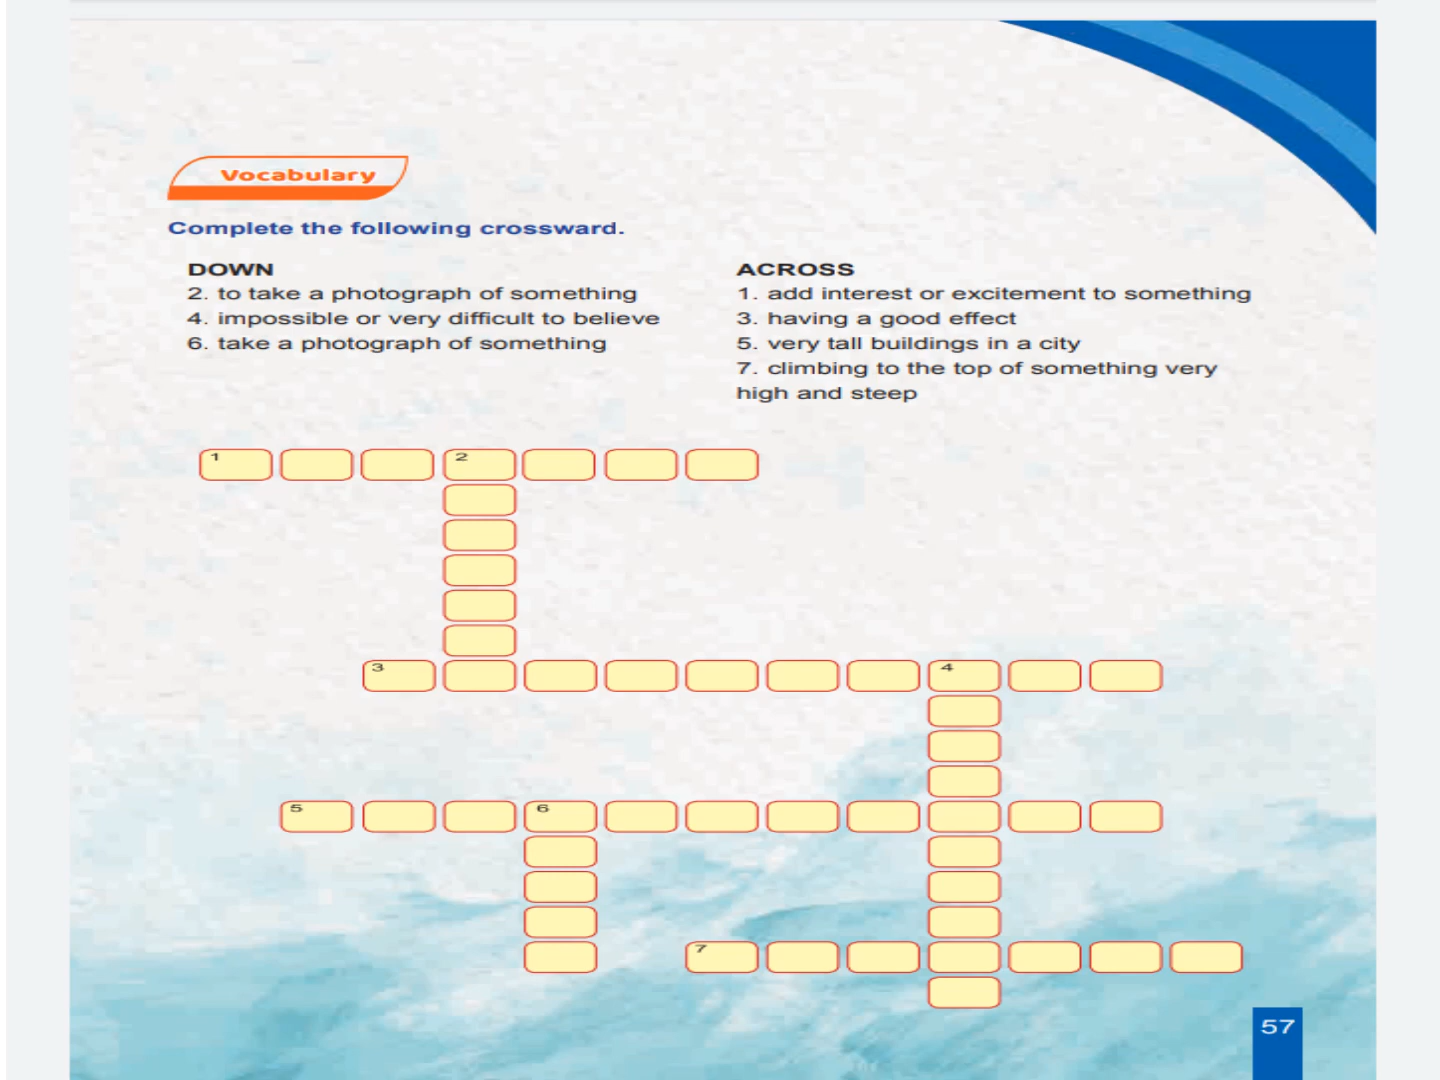 Vocabulary
Complete the following crossward.
DOWN
2. to take a photograph of something
4. impossible or very difficult to believe
6. take a photograph of something
ACROSS
1. add interest or excitement to something
3. having a good effect
5. very tall buildings in a city
7. climbing to the top of something very
high and steep
1
2
3
4
5
6
7
57